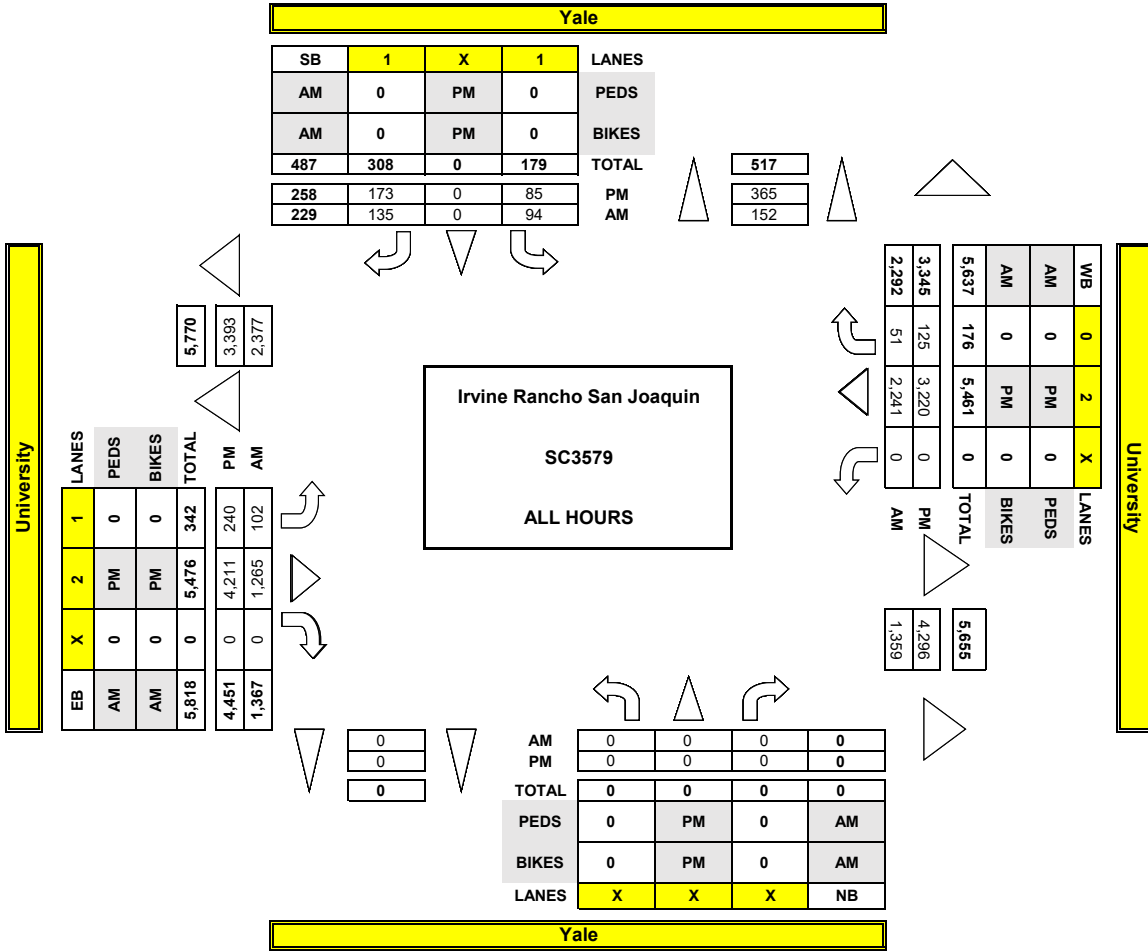 Yale
SB 1 X 1 LANES
AM 0 PM 0 PEDS
AM 0 PM 0 BIKES
487 308 0 179 TOTAL
258 173 0 85 PM
229 135 0 94 AM
517
365
152
University
5,770
3,393
2,377
LANES PEDS BIKES TOTAL PM AM
1 0 0 342 240 102
2 PM PM 5,476 4,211 1,265
X 0 0 0 0 0
EB AM AM 5,818 4,451 1,367
Irvine Rancho San Joaquin
SC3579
ALL HOURS
WB 0 2 X LANES
AM 0 PM 0 PEDS
AM 0 PM 0 BIKES
5,637 176 5,461 0 TOTAL
3,345 125 3,220 0 PM
2,292 51 2,241 0 AM
University
5,655
4,296
1,359
0
0
0
AM 0 0 0 0
PM 0 0 0 0
TOTAL 0 0 0 0
PEDS 0 PM 0 AM
BIKES 0 PM 0 AM
LANES X X X NB
Yale